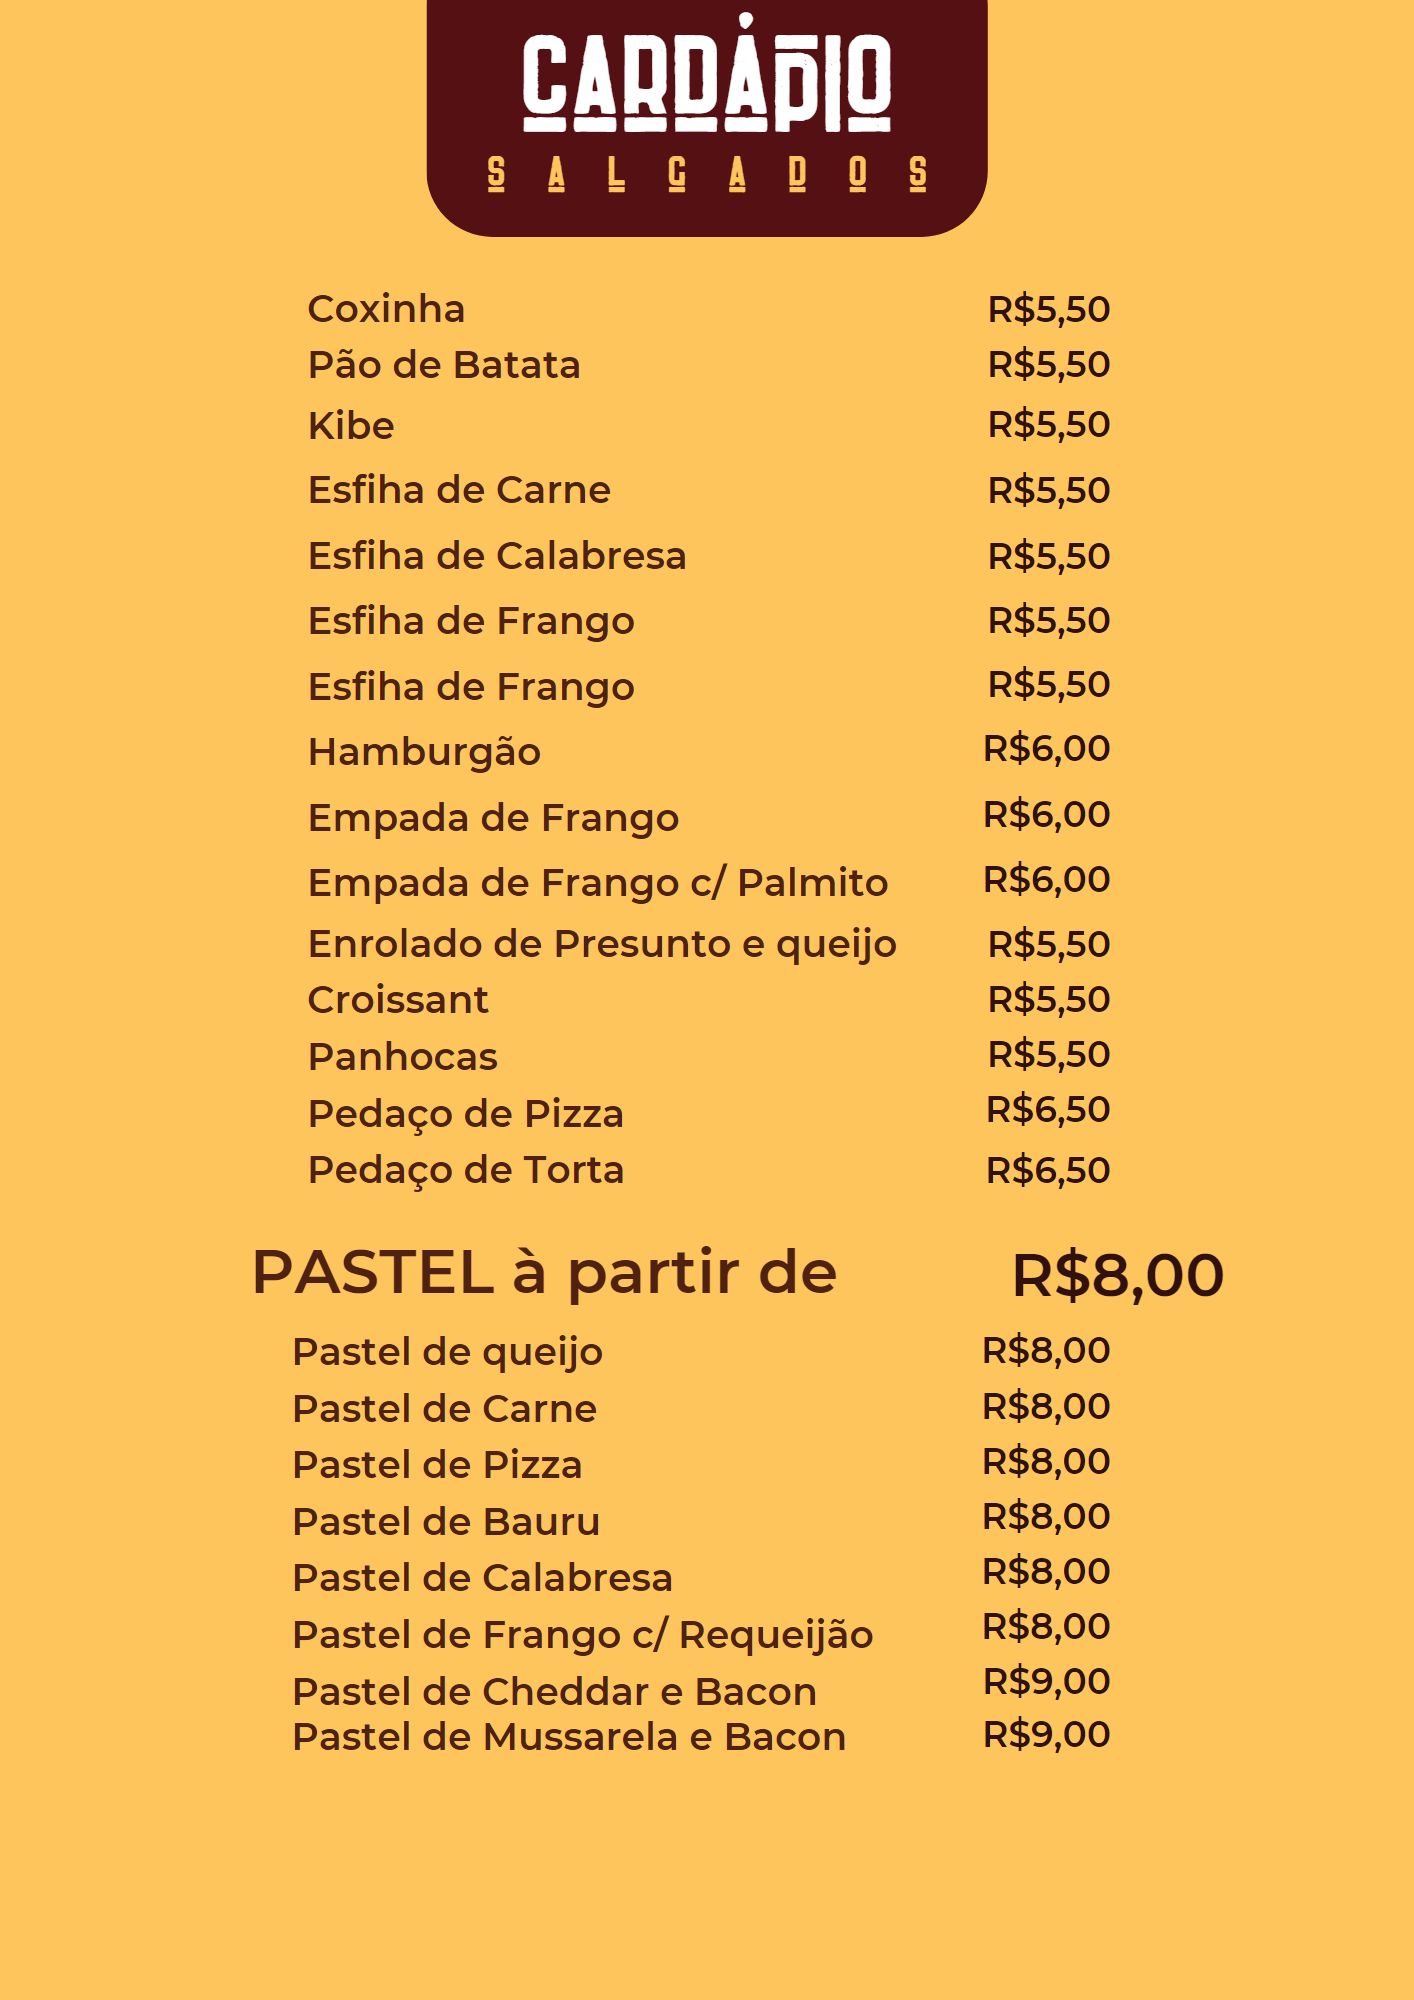 CARDÁPIO
SALGADOS
Coxinha R$5,50
Pão de Batata R$5,50
Kibe R$5,50
Esfiha de Carne R$5,50
Esfiha de Calabresa R$5,50
Esfiha de Frango R$5,50
Esfiha de Frango R$5,50
Hamburgão R$6,00
Empada de Frango R$6,00
Empada de Frango c/ Palmito R$6,00
Enrolado de Presunto e queijo R$5,50
Croissant R$5,50
Panhocas R$5,50
Pedaço de Pizza R$6,50
Pedaço de Torta R$6,50
PASTEL à partir de R$8,00
Pastel de queijo R$8,00
Pastel de Carne R$8,00
Pastel de Pizza R$8,00
Pastel de Bauru R$8,00
Pastel de Calabresa R$8,00
Pastel de Frango c/ Requeijão R$8,00
Pastel de Cheddar e Bacon R$9,00
Pastel de Mussarela e Bacon R$9,00